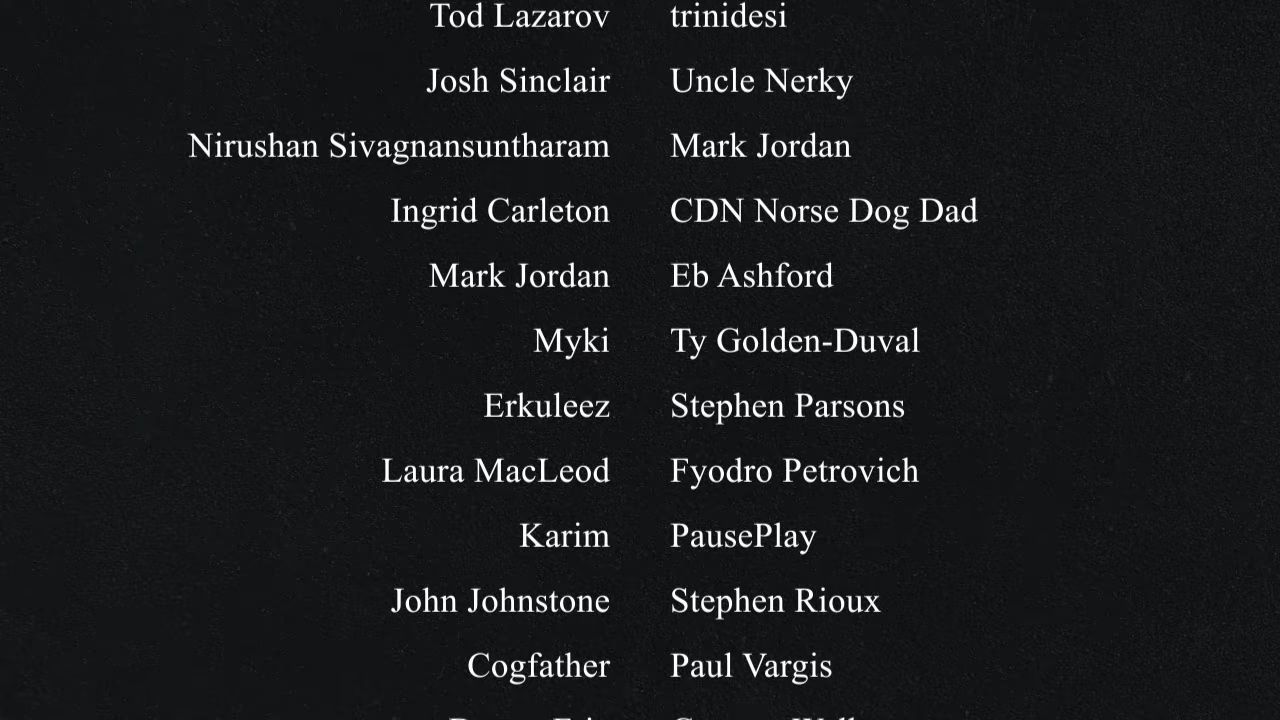 Tod Lazarov trinidesi
Josh Sinclair Uncle Nerky
Nirushan Sivagnansuntharam Mark Jordan
Ingrid Carleton CDN Norse Dog Dad
Mark Jordan Eb Ashford
Myki Ty Golden-Duval
Erkuleez Stephen Parsons
Laura MacLeod Fyodro Petrovich
Karim PausePlay
John Johnstone Stephen Rioux
Cogfather Paul Vargis